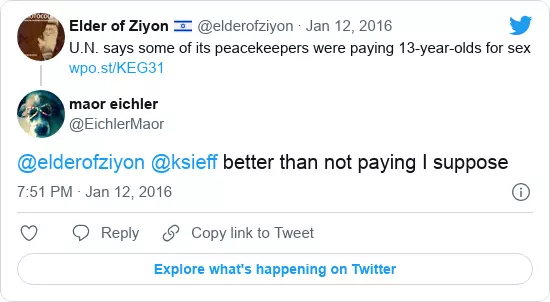 Elder of Ziyon 🇮🇱 @elderofziyon · Jan 12, 2016
U.N. says some of its peacekeepers were paying 13-year-olds for sex
wpo.st/KEG31
maor eichler
@EichlerMaor
@elderofziyon @ksieff better than not paying I suppose
7:51 PM · Jan 12, 2016
Reply
Copy link to Tweet
Explore what's happening on Twitter